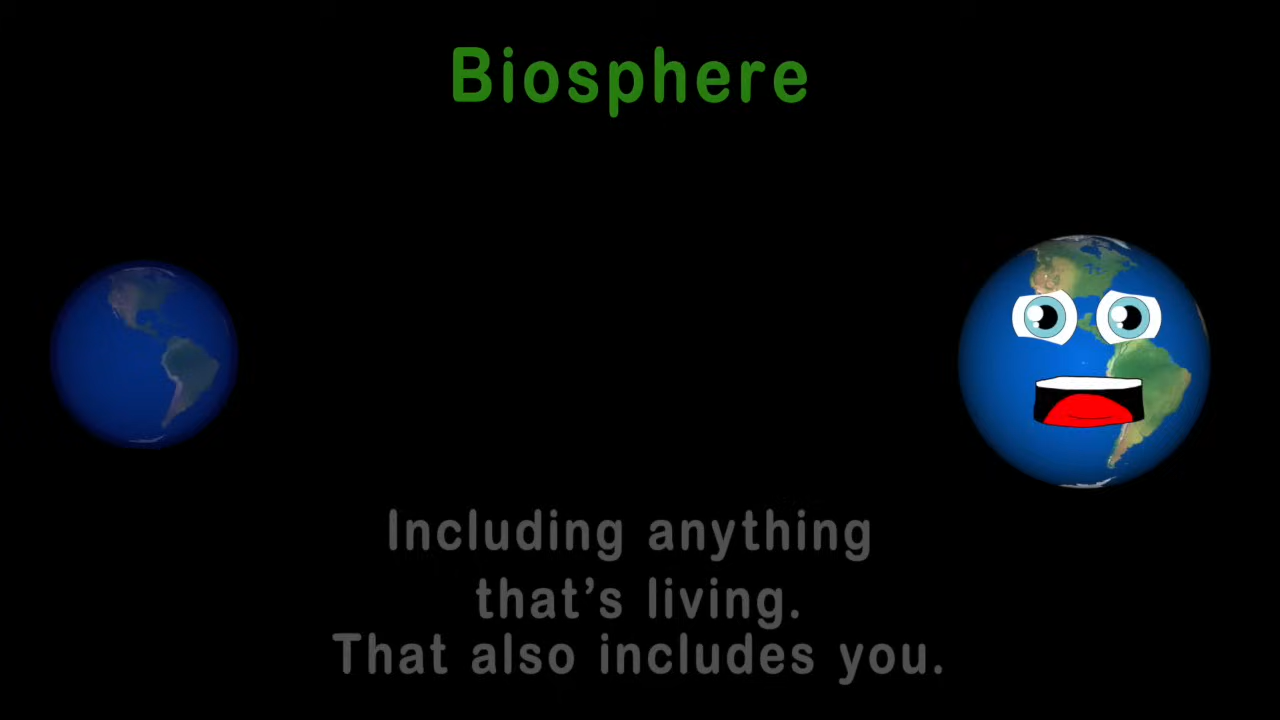 Biosphere
Including anything
that’s living.
That also includes you.